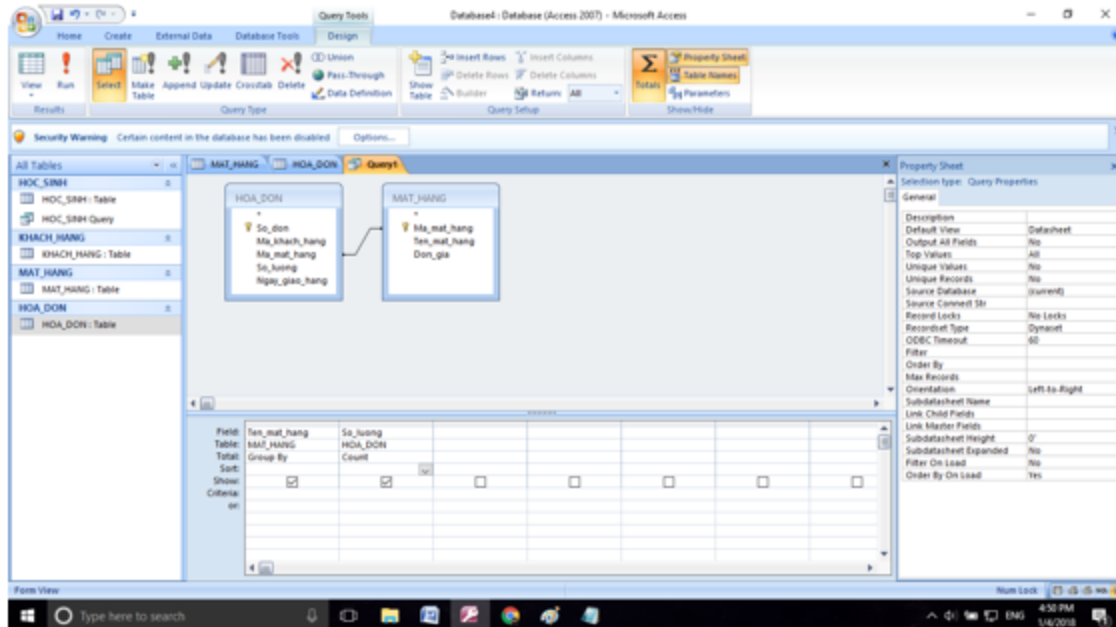 Query Tools
Database4 : Database (Access 2007) - Microsoft Access
Home Create External Data Database Tools Design
View
Run
Results
Select
Make Table
Append
Update
Crosstab
Delete
Union
Pass-Through
Data Definition
Query Type
Show Table
Insert Rows
Delete Rows
Builder
Insert Columns
Delete Columns
Return: All
Query Setup
Totals
Property Sheet
Table Names
Parameters
Show/Hide
Security Warning Certain content in the database has been disabled Options...
All Tables
HOC_SINH
HOC_SINH : Table
HOC_SINH Query
KHACH_HANG
KHACH_HANG : Table
MAT_HANG
MAT_HANG : Table
HOA_DON
HOA_DON : Table
MAT_HANG HOA_DON Query1
HOA_DON
*
So_don
Ma_khach_hang
Ma_mat_hang
So_luong
Ngay_giao_hang
MAT_HANG
*
Ma_mat_hang
Ten_mat_hang
Don_gia
Field: Ten_mat_hang So_luong
Table: MAT_HANG HOA_DON
Total: Group By Count
Sort:
Show:
Criteria:
or:
Property Sheet
Selection type: Query Properties
General
Description
Default View Datasheet
Output All Fields No
Top Values All
Unique Values No
Unique Records No
Source Database (current)
Source Connect Str
Record Locks No Locks
Recordset Type Dynaset
ODBC Timeout 60
Filter
Order By
Max Records
Orientation Left-to-Right
Subdatasheet Name
Link Child Fields
Link Master Fields
Subdatasheet Height 0"
Subdatasheet Expanded No
Filter On Load No
Order By On Load Yes
Form View
Num Lock
Type here to search
ENG
4:50 PM
1/4/2018